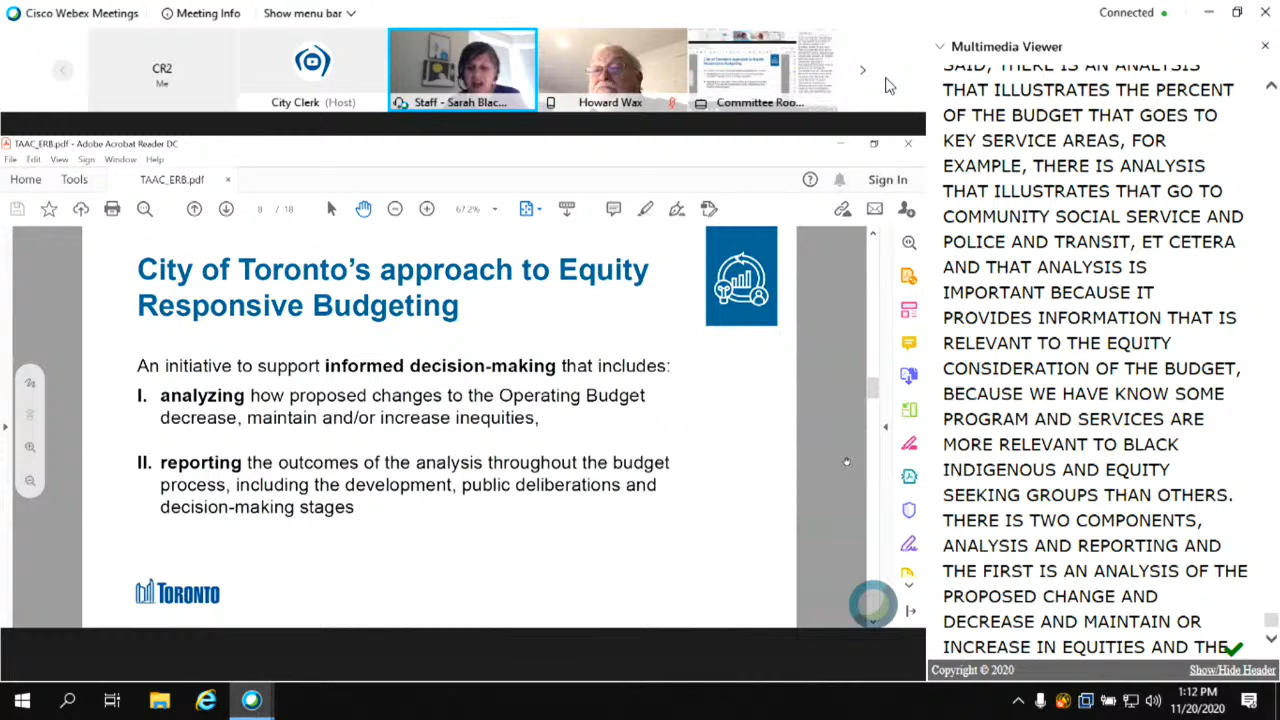 Cisco Webex Meetings
Meeting Info
Show menu bar
Connected
CR2
Me
City Clerk (Host)
Staff - Sarah Blac...
Howard Wax
Committee Roo...
TAAC_ERB.pdf - Adobe Acrobat Reader DC
File Edit View Sign Window Help
Home
Tools
TAAC_ERB.pdf
Sign In
8 / 18
67.2%
City of Toronto's approach to Equity
Responsive Budgeting
An initiative to support informed decision-making that includes:
I. analyzing how proposed changes to the Operating Budget
decrease, maintain and/or increase inequities,
II. reporting the outcomes of the analysis throughout the budget
process, including the development, public deliberations and
decision-making stages
TORONTO
Multimedia Viewer
THAT ILLUSTRATES THE PERCENT
OF THE BUDGET THAT GOES TO
KEY SERVICE AREAS, FOR
EXAMPLE, THERE IS ANALYSIS
THAT ILLUSTRATES THAT GO TO
COMMUNITY SOCIAL SERVICE AND
POLICE AND TRANSIT, ET CETERA
AND THAT ANALYSIS IS
IMPORTANT BECAUSE IT
PROVIDES INFORMATION THAT IS
RELEVANT TO THE EQUITY
CONSIDERATION OF THE BUDGET,
BECAUSE WE HAVE KNOW SOME
PROGRAM AND SERVICES ARE
MORE RELEVANT TO BLACK
INDIGENOUS AND EQUITY
SEEKING GROUPS THAN OTHERS.
THERE IS TWO COMPONENTS,
ANALYSIS AND REPORTING AND
THE FIRST IS AN ANALYSIS OF THE
PROPOSED CHANGE AND
DECREASE AND MAINTAIN OR
INCREASE IN EQUITIES AND THE
Copyright © 2020
Show/Hide Header
1:12 PM
11/20/2020